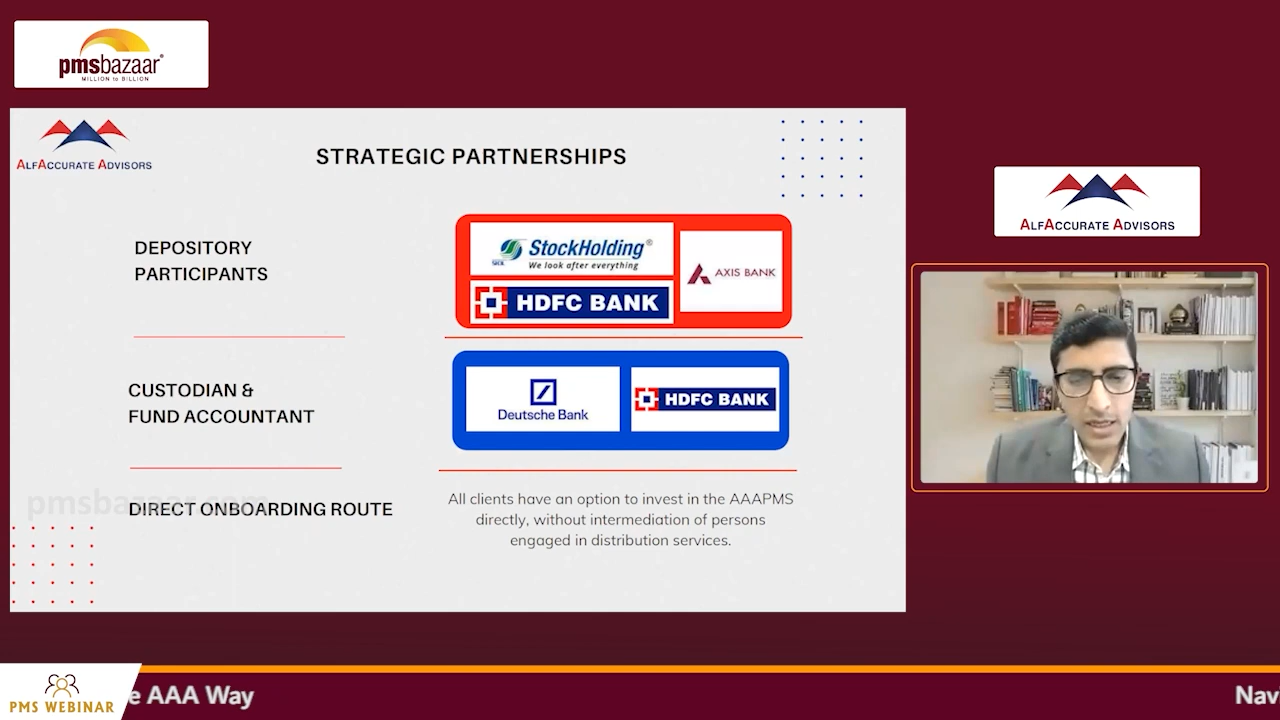 pmsbazaar®
MILLION to BILLION
ALFACCURATE ADVISORS
STRATEGIC PARTNERSHIPS
DEPOSITORY
PARTICIPANTS
StockHolding®
We look after everything
HDFC BANK
AXIS BANK
CUSTODIAN &
FUND ACCOUNTANT
Deutsche Bank
HDFC BANK
pmsbazaar.com
DIRECT ONBOARDING ROUTE
All clients have an option to invest in the AAAPMS
directly, without intermediation of persons
engaged in distribution services.
ALFACCURATE ADVISORS
PMS WEBINAR
e AAA Way
Nav